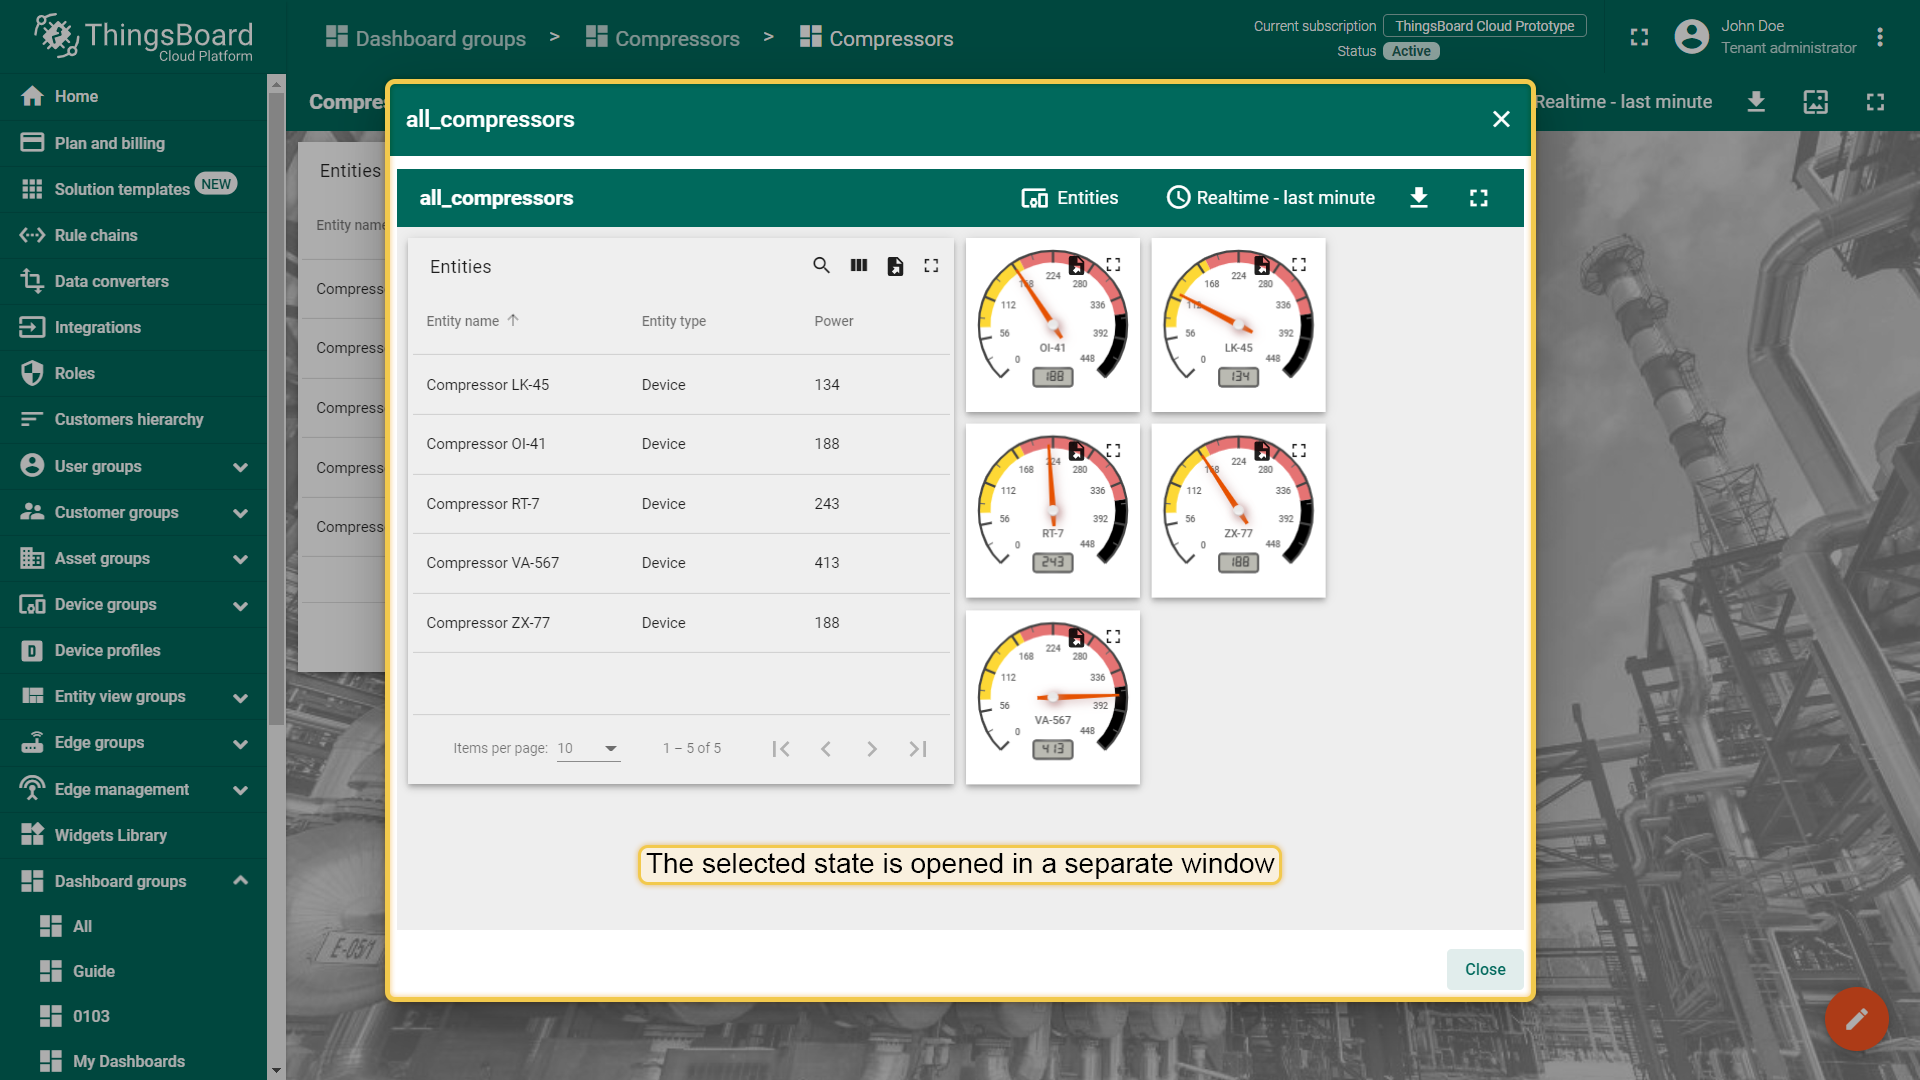 ThingsBoard
Cloud Platform
Dashboard groups > Compressors > Compressors
Current subscription ThingsBoard Cloud Prototype
Status Active
John Doe
Tenant administrator
Home
Plan and billing
Solution templates NEW
Rule chains
Data converters
Integrations
Roles
Customers hierarchy
User groups
Customer groups
Asset groups
Device groups
D Device profiles
Entity view groups
Edge groups
Edge management
Widgets Library
Dashboard groups
All
Guide
0103
My Dashboards
Compres
Realtime - last minute
Entities
Entity name
Compress
Compress
Compress
Compress
Compress
all_compressors
all_compressors
Entities
Realtime - last minute
Entities
Entity name Entity type Power
Compressor LK-45 Device 134
Compressor OI-41 Device 188
Compressor RT-7 Device 243
Compressor VA-567 Device 413
Compressor ZX-77 Device 188
Items per page: 10 1 – 5 of 5
0 56 112 168 224 280 336 392 448
OI-41
188
0 56 112 168 224 280 336 392 448
LK-45
134
0 56 112 168 224 280 336 392 448
RT-7
243
0 56 112 168 224 280 336 392 448
ZX-77
188
0 56 112 168 224 280 336 392 448
VA-567
413
The selected state is opened in a separate window
Close
E-05/1